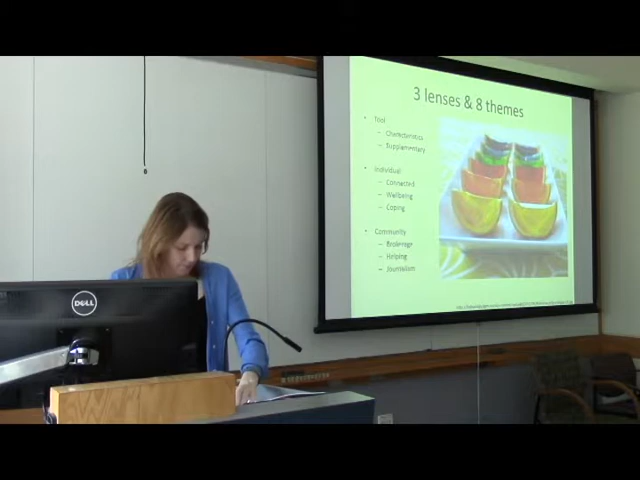 3 lenses & 8 themes
• Tool
– Characteristics
– Supplementary
• Individual
– Connected
– Wellbeing
– Coping
• Community
– Brokerage
– Helping
– Journalism
DELL